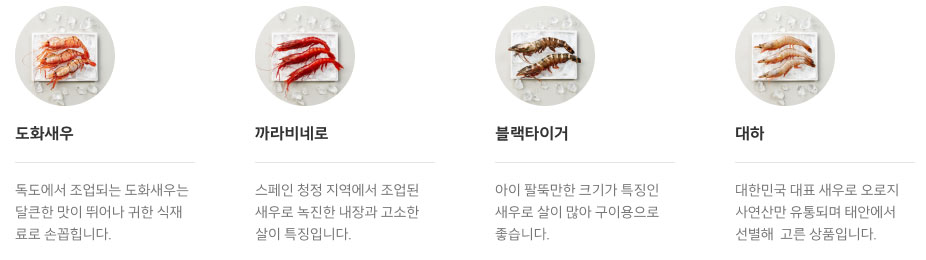 도화새우
독도에서 조업되는 도화새우는
달큰한 맛이 뛰어나 귀한 식재
료로 손꼽힙니다.
까라비네로
스페인 청정 지역에서 조업된
새우로 녹진한 내장과 고소한
살이 특징입니다.
블랙타이거
아이 팔뚝만한 크기가 특징인
새우로 살이 많아 구이용으로
좋습니다.
대하
대한민국 대표 새우로 오로지
사연산만 유통되며 태안에서
선별해 고른 상품입니다.